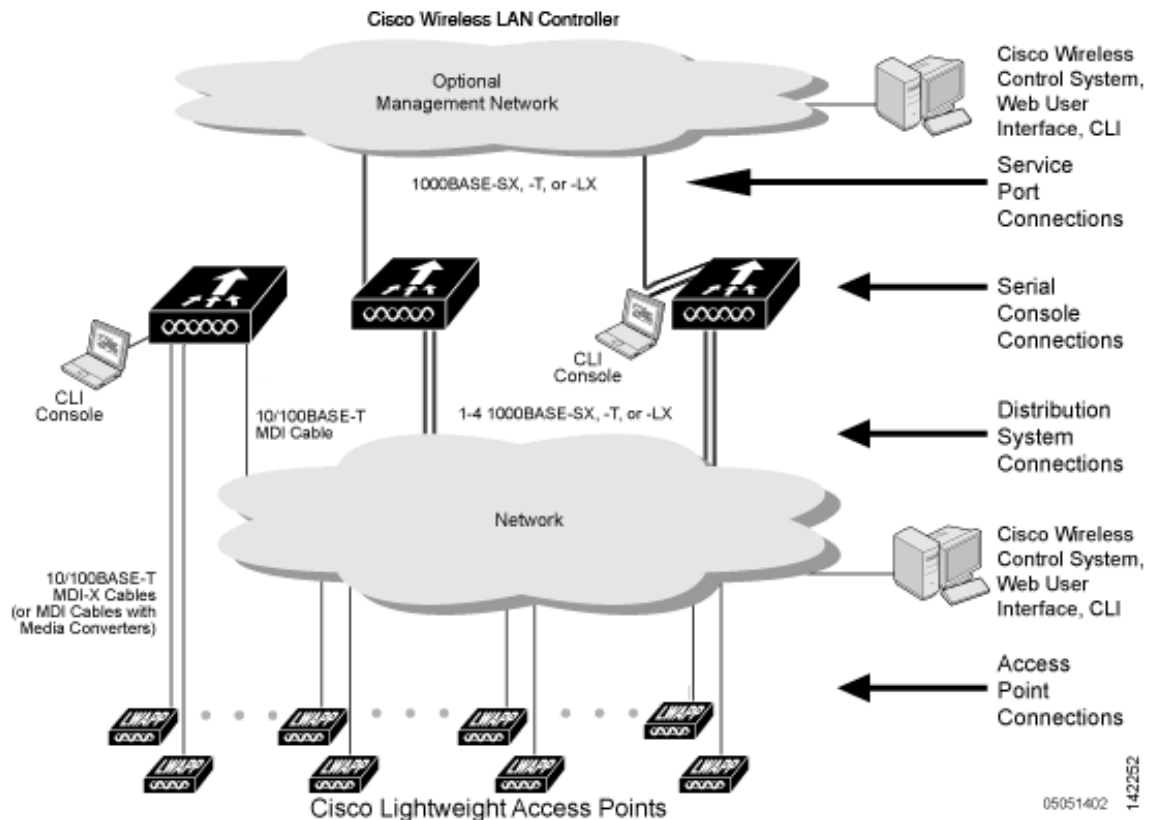 Cisco Wireless LAN Controller
Optional
Management Network
Cisco Wireless
Control System,
Web User
Interface, CLI
1000BASE-SX, -T, or -LX
Service
Port
Connections
Serial
Console
Connections
CLI
Console
CLI
Console
10/100BASE-T
MDI Cable
1-4 1000BASE-SX, -T, or -LX
Distribution
System
Connections
Network
Cisco Wireless
Control System,
Web User
Interface, CLI
10/100BASE-T
MDI-X Cables
(or MDI Cables with
Media Converters)
Access
Point
Connections
LWAPP
LWAPP
LWAPP
LWAPP
LWAPP
LWAPP
LWAPP
LWAPP
Cisco Lightweight Access Points
05051402
142252